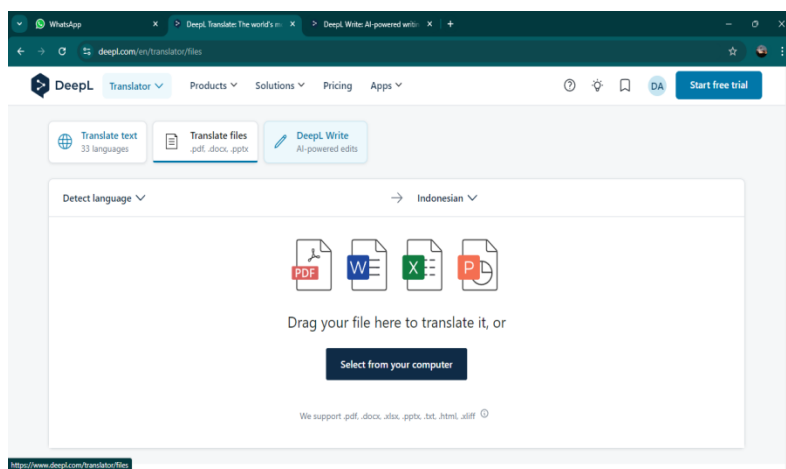 WhatsApp
DeepL Translate: The world's m
DeepL Write: AI-powered writin
deepl.com/en/translator/files
DeepL Translator Products Solutions Pricing Apps DA Start free trial
Translate text
33 languages
Translate files
.pdf, .docx, .pptx
DeepL Write
AI-powered edits
Detect language
Indonesian
PDF W X P
Drag your file here to translate it, or
Select from your computer
We support .pdf, .docx, .xlsx, .pptx, .txt, .html, .xliff
https://www.deepl.com/translator/files